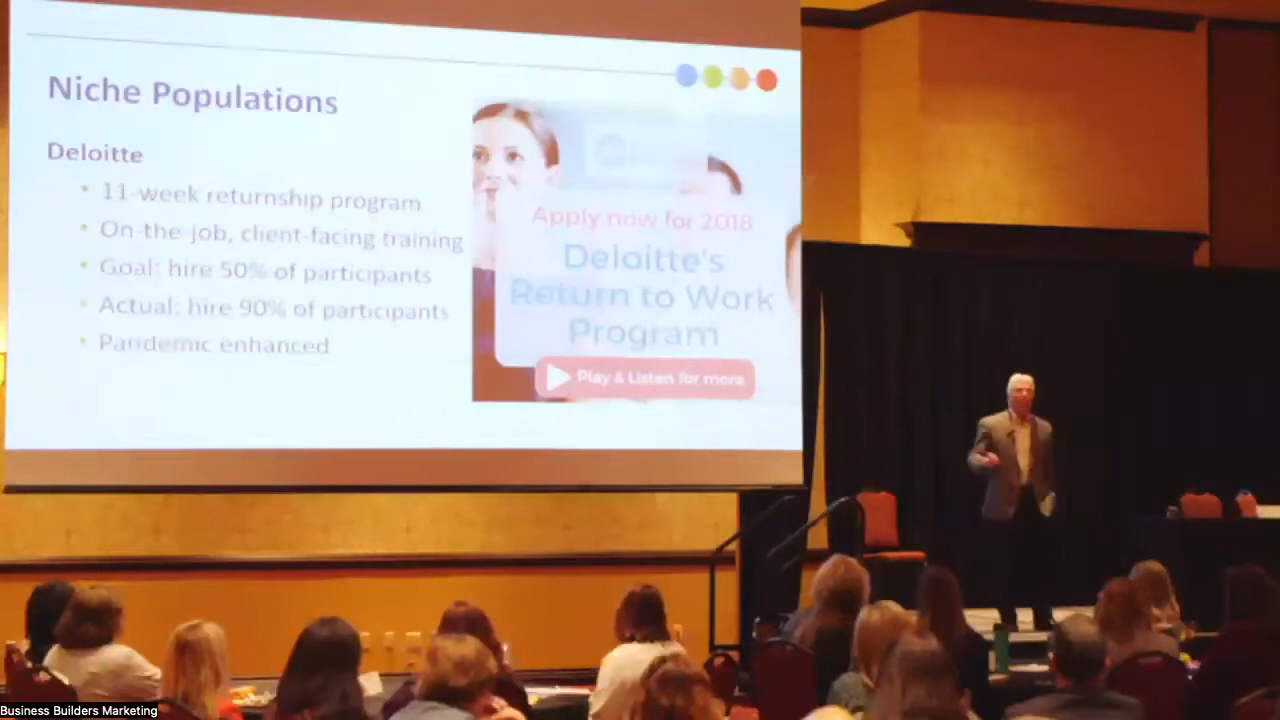 Niche Populations
Deloitte
11-week returnship program
On-the-job, client-facing training
Goal: hire 50% of participants
Actual: hire 90% of participants
Pandemic enhanced
Apply now for 2018
Deloitte's
Return to Work
Program
Play & Listen for more
Business Builders Marketing